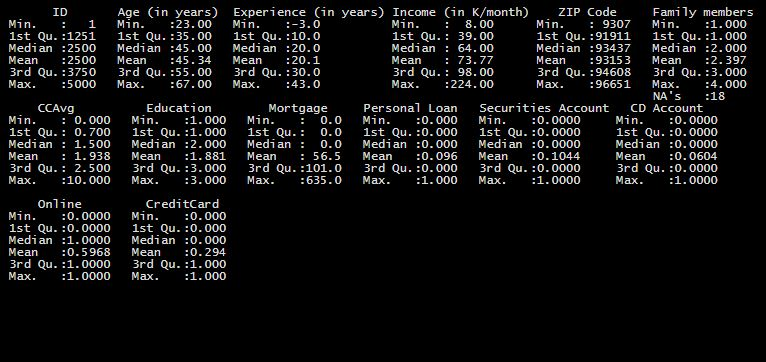 ID       Age (in years)  Experience (in years) Income (in K/month)    ZIP Code     Family members
Min.   :   1   Min.   :23.00   Min.   :-3.0          Min.   :  8.00      Min.   : 9307   Min.   :1.000
1st Qu.:1251   1st Qu.:35.00   1st Qu.:10.0          1st Qu.: 39.00      1st Qu.:91911   1st Qu.:1.000
Median :2500   Median :45.00   Median :20.0          Median : 64.00      Median :93437   Median :2.000
Mean   :2500   Mean   :45.34   Mean   :20.1          Mean   : 73.77      Mean   :93153   Mean   :2.397
3rd Qu.:3750   3rd Qu.:55.00   3rd Qu.:30.0          3rd Qu.: 98.00      3rd Qu.:94608   3rd Qu.:3.000
Max.   :5000   Max.   :67.00   Max.   :43.0          Max.   :224.00      Max.   :96651   Max.   :4.000
                                                                                         NA's   :18
    CCAvg          Education        Mortgage     Personal Loan   Securities Account   CD Account
Min.   : 0.000   Min.   :1.000   Min.   :  0.0   Min.   :0.000   Min.   :0.0000     Min.   :0.0000
1st Qu.: 0.700   1st Qu.:1.000   1st Qu.:  0.0   1st Qu.:0.000   1st Qu.:0.0000     1st Qu.:0.0000
Median : 1.500   Median :2.000   Median :  0.0   Median :0.000   Median :0.0000     Median :0.0000
Mean   : 1.938   Mean   :1.881   Mean   : 56.5   Mean   :0.096   Mean   :0.1044     Mean   :0.0604
3rd Qu.: 2.500   3rd Qu.:3.000   3rd Qu.:101.0   3rd Qu.:0.000   3rd Qu.:0.0000     3rd Qu.:0.0000
Max.   :10.000   Max.   :3.000   Max.   :635.0   Max.   :1.000   Max.   :1.0000     Max.   :1.0000
    Online         CreditCard
Min.   :0.0000   Min.   :0.000
1st Qu.:0.0000   1st Qu.:0.000
Median :1.0000   Median :0.000
Mean   :0.5968   Mean   :0.294
3rd Qu.:1.0000   3rd Qu.:1.000
Max.   :1.0000   Max.   :1.000